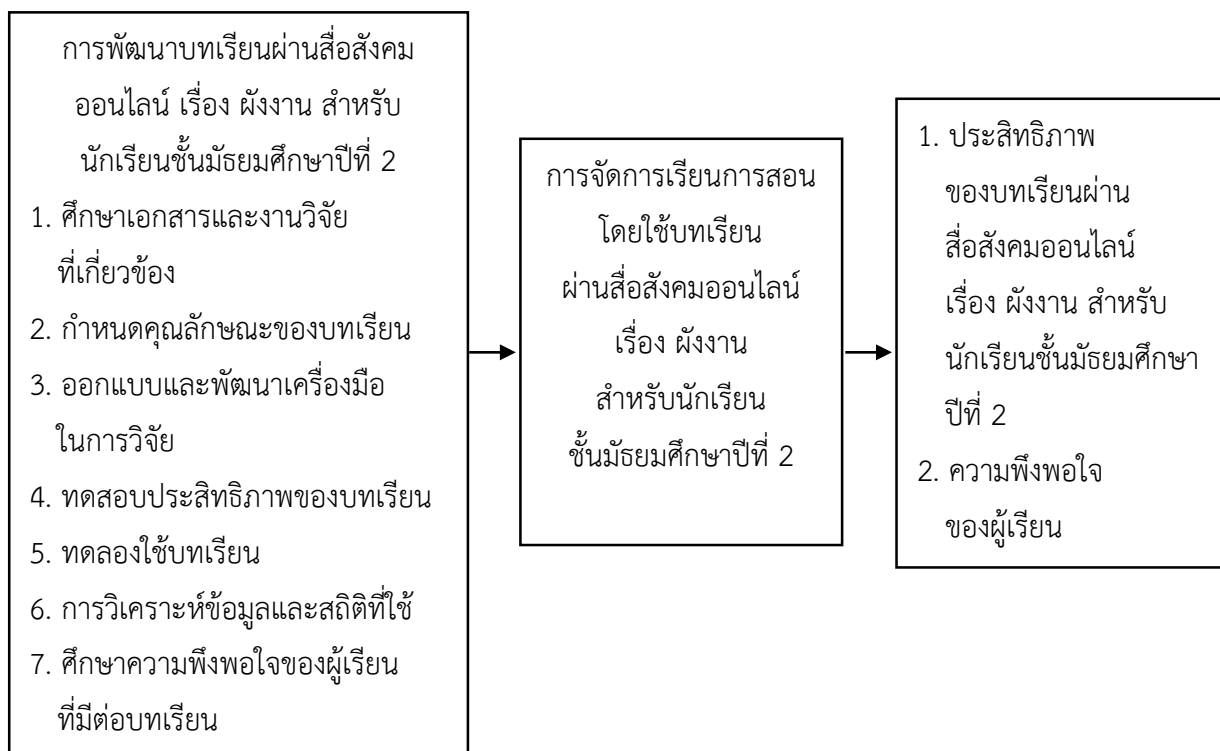 การพัฒนาบทเรียนผ่านสื่อสังคม
ออนไลน์ เรื่อง ผังงาน สำหรับ
นักเรียนชั้นมัธยมศึกษาปีที่ 2
1. ศึกษาเอกสารและงานวิจัย
ที่เกี่ยวข้อง
2. กำหนดคุณลักษณะของบทเรียน
3. ออกแบบและพัฒนาเครื่องมือ
ในการวิจัย
4. ทดสอบประสิทธิภาพของบทเรียน
5. ทดลองใช้บทเรียน
6. การวิเคราะห์ข้อมูลและสถิติที่ใช้
7. ศึกษาความพึงพอใจของผู้เรียน
ที่มีต่อบทเรียน
การจัดการเรียนการสอน
โดยใช้บทเรียน
ผ่านสื่อสังคมออนไลน์
เรื่อง ผังงาน
สำหรับนักเรียน
ชั้นมัธยมศึกษาปีที่ 2
1. ประสิทธิภาพ
ของบทเรียนผ่าน
สื่อสังคมออนไลน์
เรื่อง ผังงาน สำหรับ
นักเรียนชั้นมัธยมศึกษา
ปีที่ 2
2. ความพึงพอใจ
ของผู้เรียน